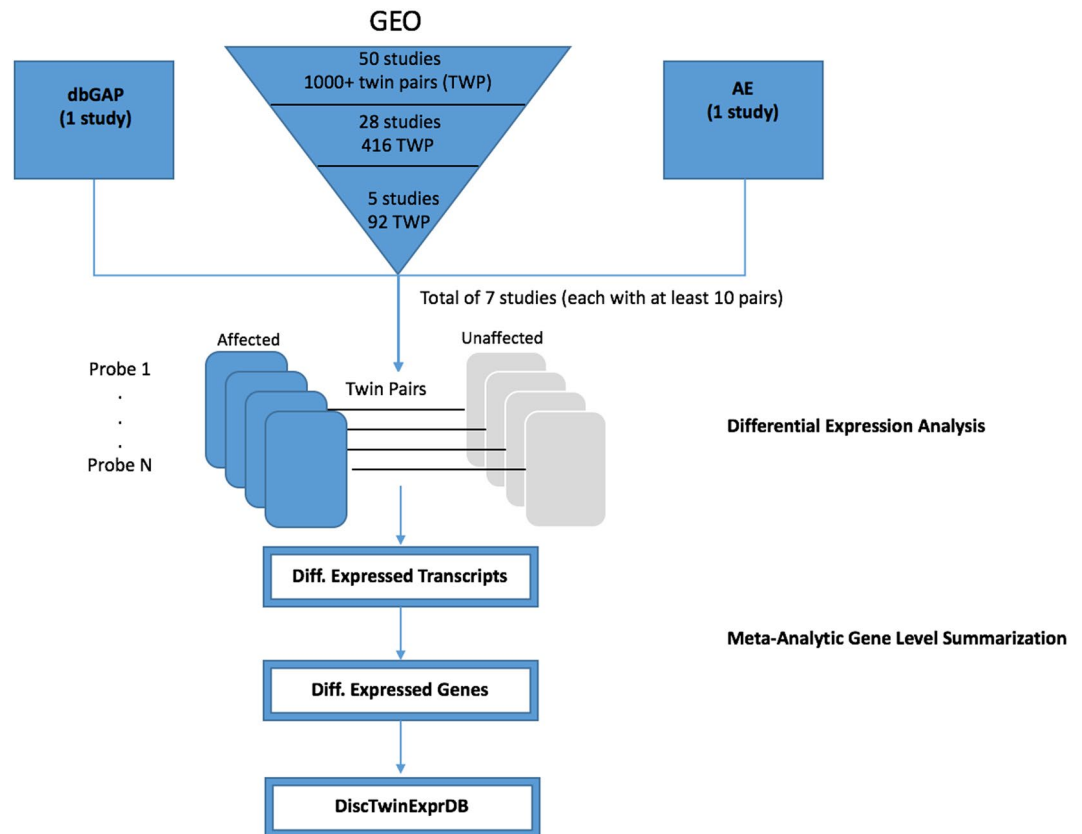 GEO
50 studies
1000+ twin pairs (TWP)
dbGAP
(1 study)
AE
(1 study)
28 studies
416 TWP
5 studies
92 TWP
Total of 7 studies (each with at least 10 pairs)
Affected
Unaffected
Probe 1
.
.
.
Probe N
Twin Pairs
Differential Expression Analysis
Diff. Expressed Transcripts
Meta-Analytic Gene Level Summarization
Diff. Expressed Genes
DiscTwinExprDB